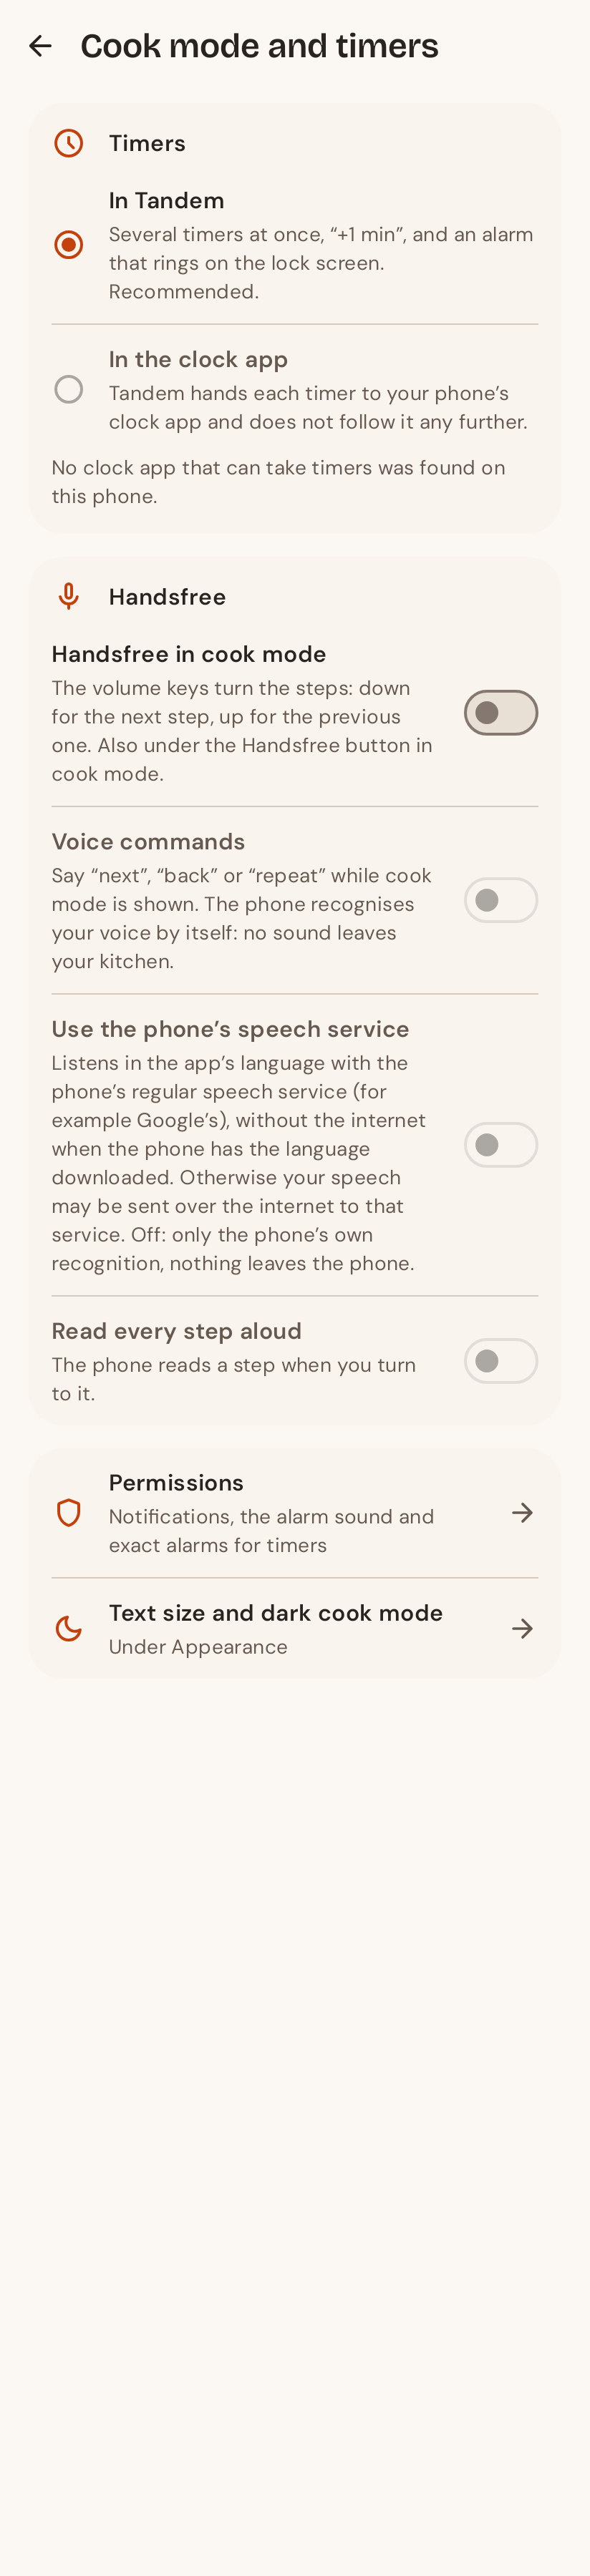 Cook mode and timers
Timers
In Tandem
Several timers at once, “+1 min”, and an alarm
that rings on the lock screen.
Recommended.
In the clock app
Tandem hands each timer to your phone’s
clock app and does not follow it any further.
No clock app that can take timers was found on
this phone.
Handsfree
Handsfree in cook mode
The volume keys turn the steps: down
for the next step, up for the previous
one. Also under the Handsfree button in
cook mode.
Voice commands
Say “next”, “back” or “repeat” while cook
mode is shown. The phone recognises
your voice by itself: no sound leaves
your kitchen.
Use the phone’s speech service
Listens in the app’s language with the
phone’s regular speech service (for
example Google’s), without the internet
when the phone has the language
downloaded. Otherwise your speech
may be sent over the internet to that
service. Off: only the phone’s own
recognition, nothing leaves the phone.
Read every step aloud
The phone reads a step when you turn
to it.
Permissions
Notifications, the alarm sound and
exact alarms for timers
Text size and dark cook mode
Under Appearance